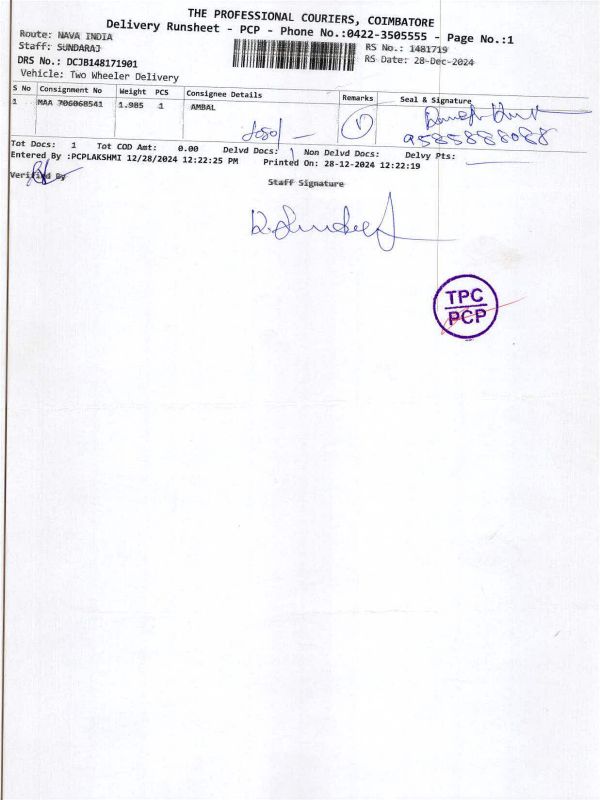 THE PROFESSIONAL COURIERS, COIMBATORE
Delivery Runsheet - PCP - Phone No.:0422-3505555 - Page No.:1
Route: NAVA INDIA
RS No.: 1481719
Staff: SUNDARAJ
RS Date: 28-Dec-2024
DRS No.: DCJB148171901
Vehicle: Two Wheeler Delivery
S No Consignment No Weight PCS Consignee Details Remarks Seal & Signature
1 MAA 706068541 1.985 1 AMBAL
9585888088
Tot Docs: 1 Tot COD Amt: 0.00 Delvd Docs: 1 Non Delvd Docs: Delvy Pts:
Entered By :PCPLAKSHMI 12/28/2024 12:22:25 PM Printed On: 28-12-2024 12:22:19
Verified By
Staff Signature
TPC
PCP